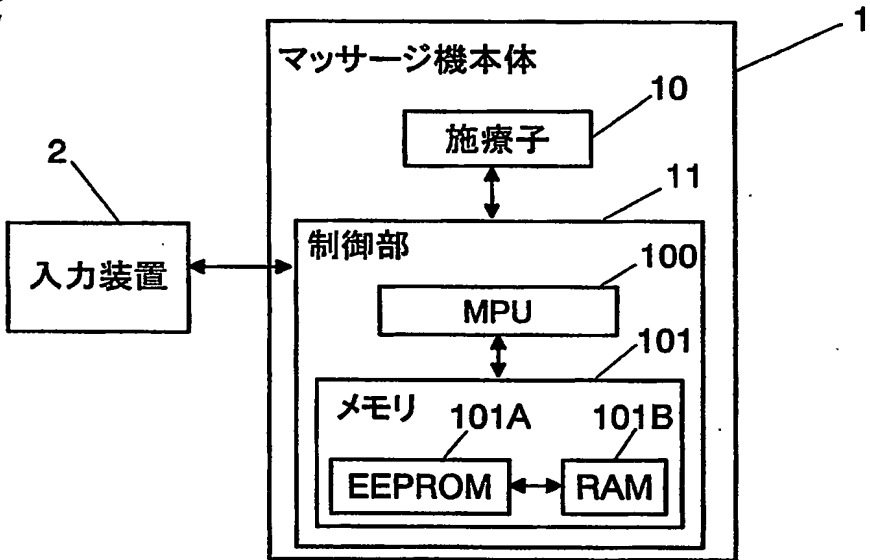 1
マッサージ機本体
10
施療子
2
11
入力装置
制御部
100
MPU
101
メモリ
101A
101B
EEPROM
RAM